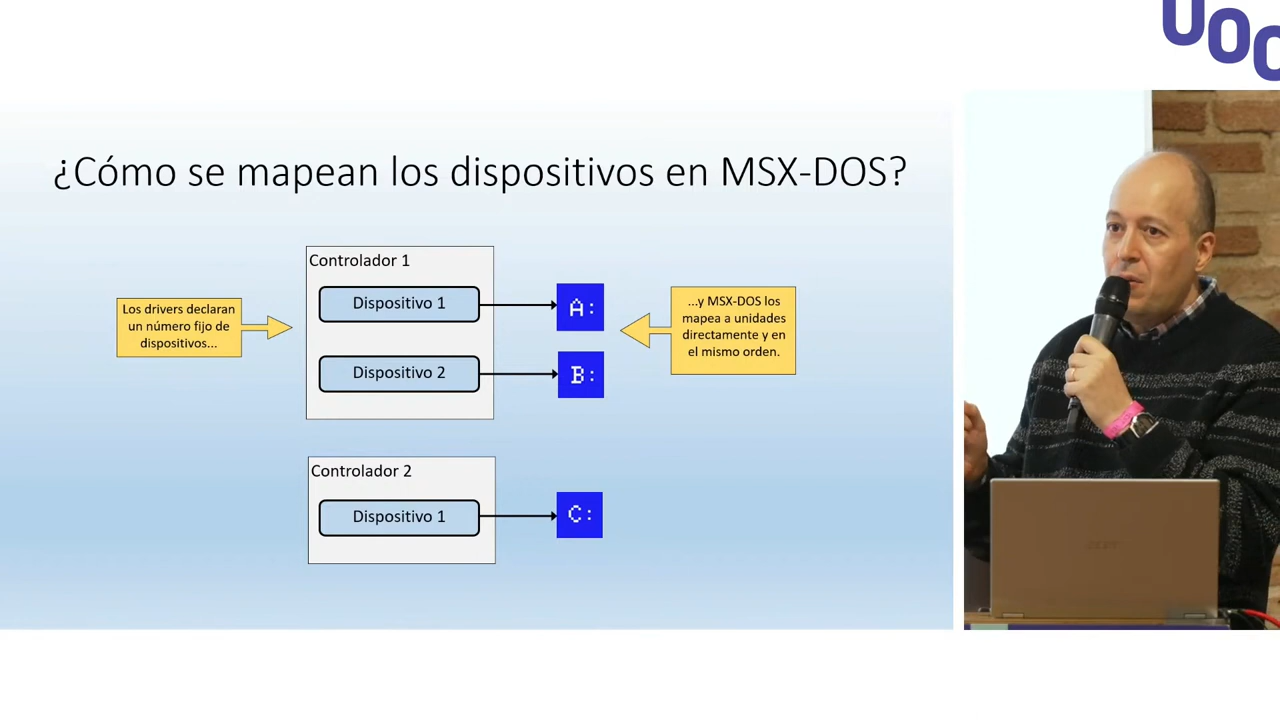 UOC
¿Cómo se mapean los dispositivos en MSX-DOS?
Controlador 1
Dispositivo 1
A:
Dispositivo 2
B:
Los drivers declaran
un número fijo de
dispositivos...
...y MSX-DOS los
mapea a unidades
directamente y en
el mismo orden.
Controlador 2
Dispositivo 1
C:
acer